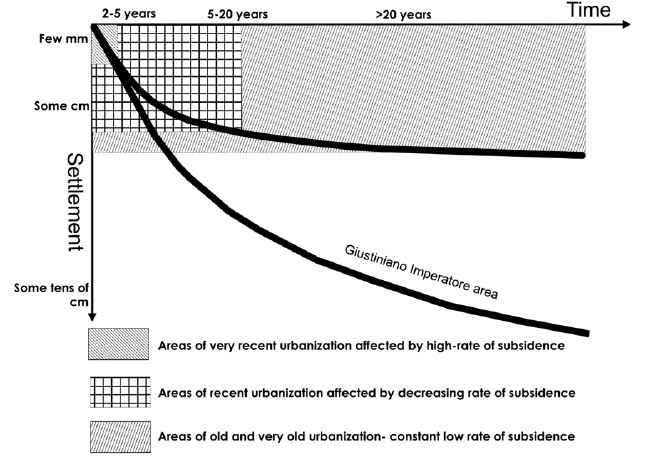 2-5 years 5-20 years >20 years Time
Few mm
Some cm
Settlement
Giustiniano Imperatore area
Some tens of
cm
Areas of very recent urbanization affected by high-rate of subsidence
Areas of recent urbanization affected by decreasing rate of subsidence
Areas of old and very old urbanization- constant low rate of subsidence